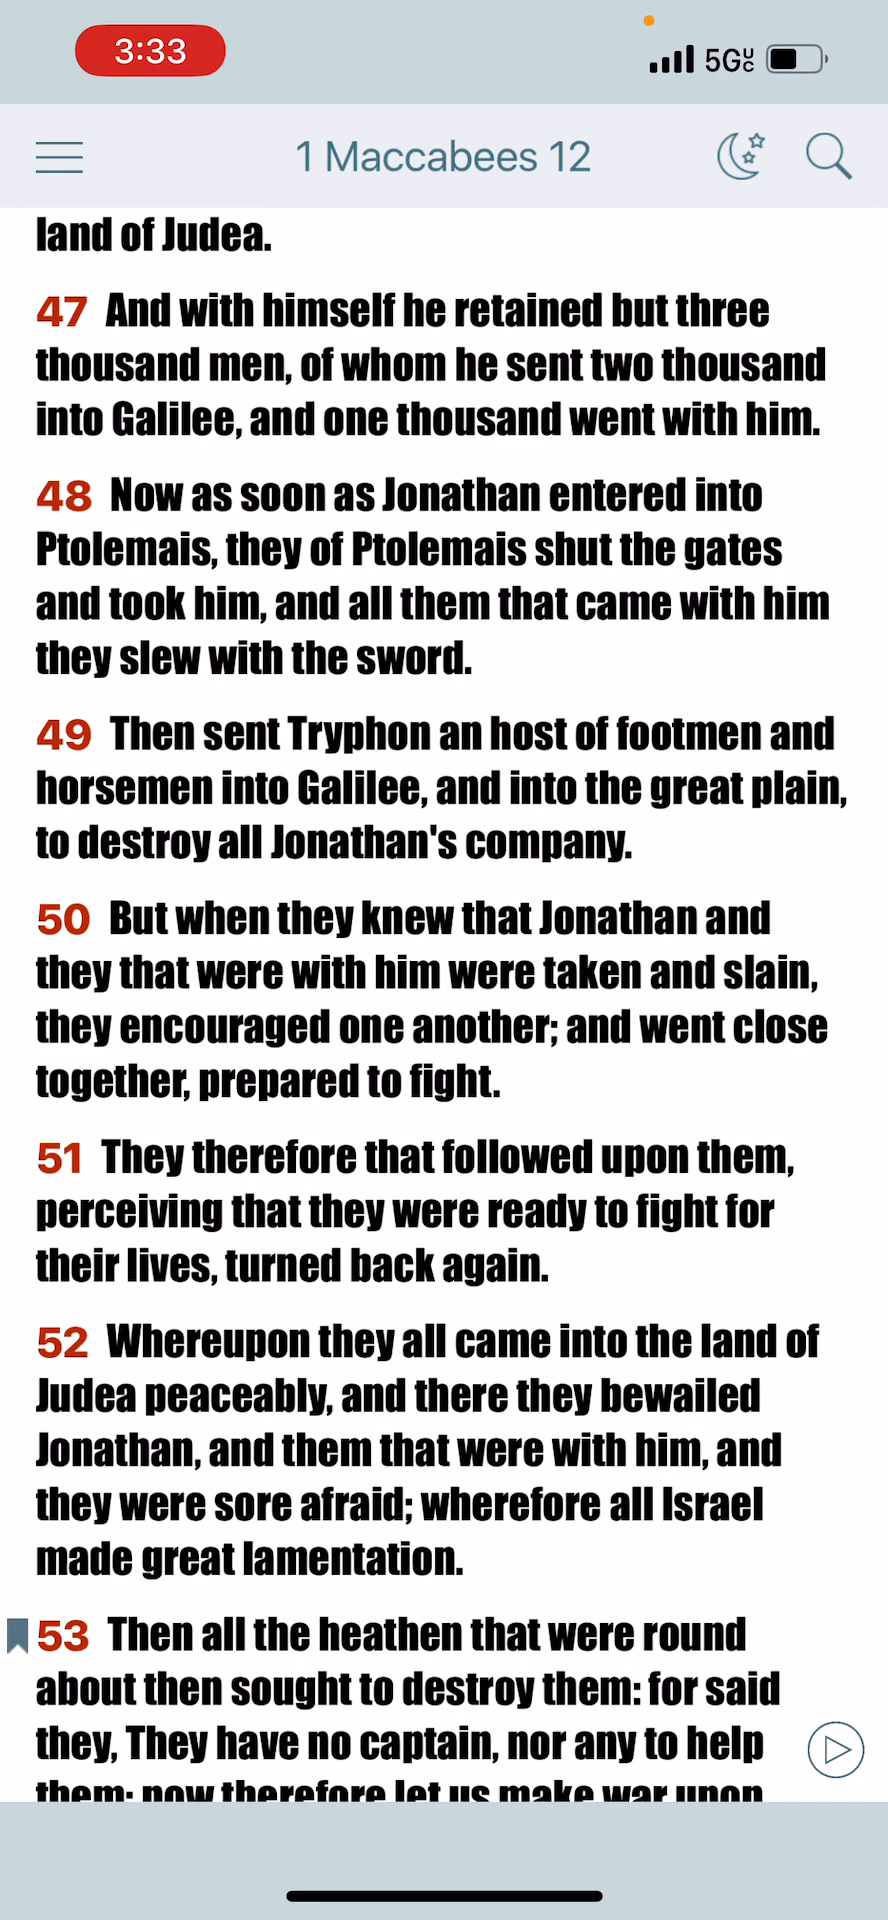 3:33
5G UC
1 Maccabees 12
land of Judea.
47 And with himself he retained but three
thousand men, of whom he sent two thousand
into Galilee, and one thousand went with him.
48 Now as soon as Jonathan entered into
Ptolemais, they of Ptolemais shut the gates
and took him, and all them that came with him
they slew with the sword.
49 Then sent Tryphon an host of footmen and
horsemen into Galilee, and into the great plain,
to destroy all Jonathan's company.
50 But when they knew that Jonathan and
they that were with him were taken and slain,
they encouraged one another; and went close
together, prepared to fight.
51 They therefore that followed upon them,
perceiving that they were ready to fight for
their lives, turned back again.
52 Whereupon they all came into the land of
Judea peaceably, and there they bewailed
Jonathan, and them that were with him, and
they were sore afraid; wherefore all Israel
made great lamentation.
53 Then all the heathen that were round
about then sought to destroy them: for said
they, They have no captain, nor any to help
them: now therefore let us make war upon